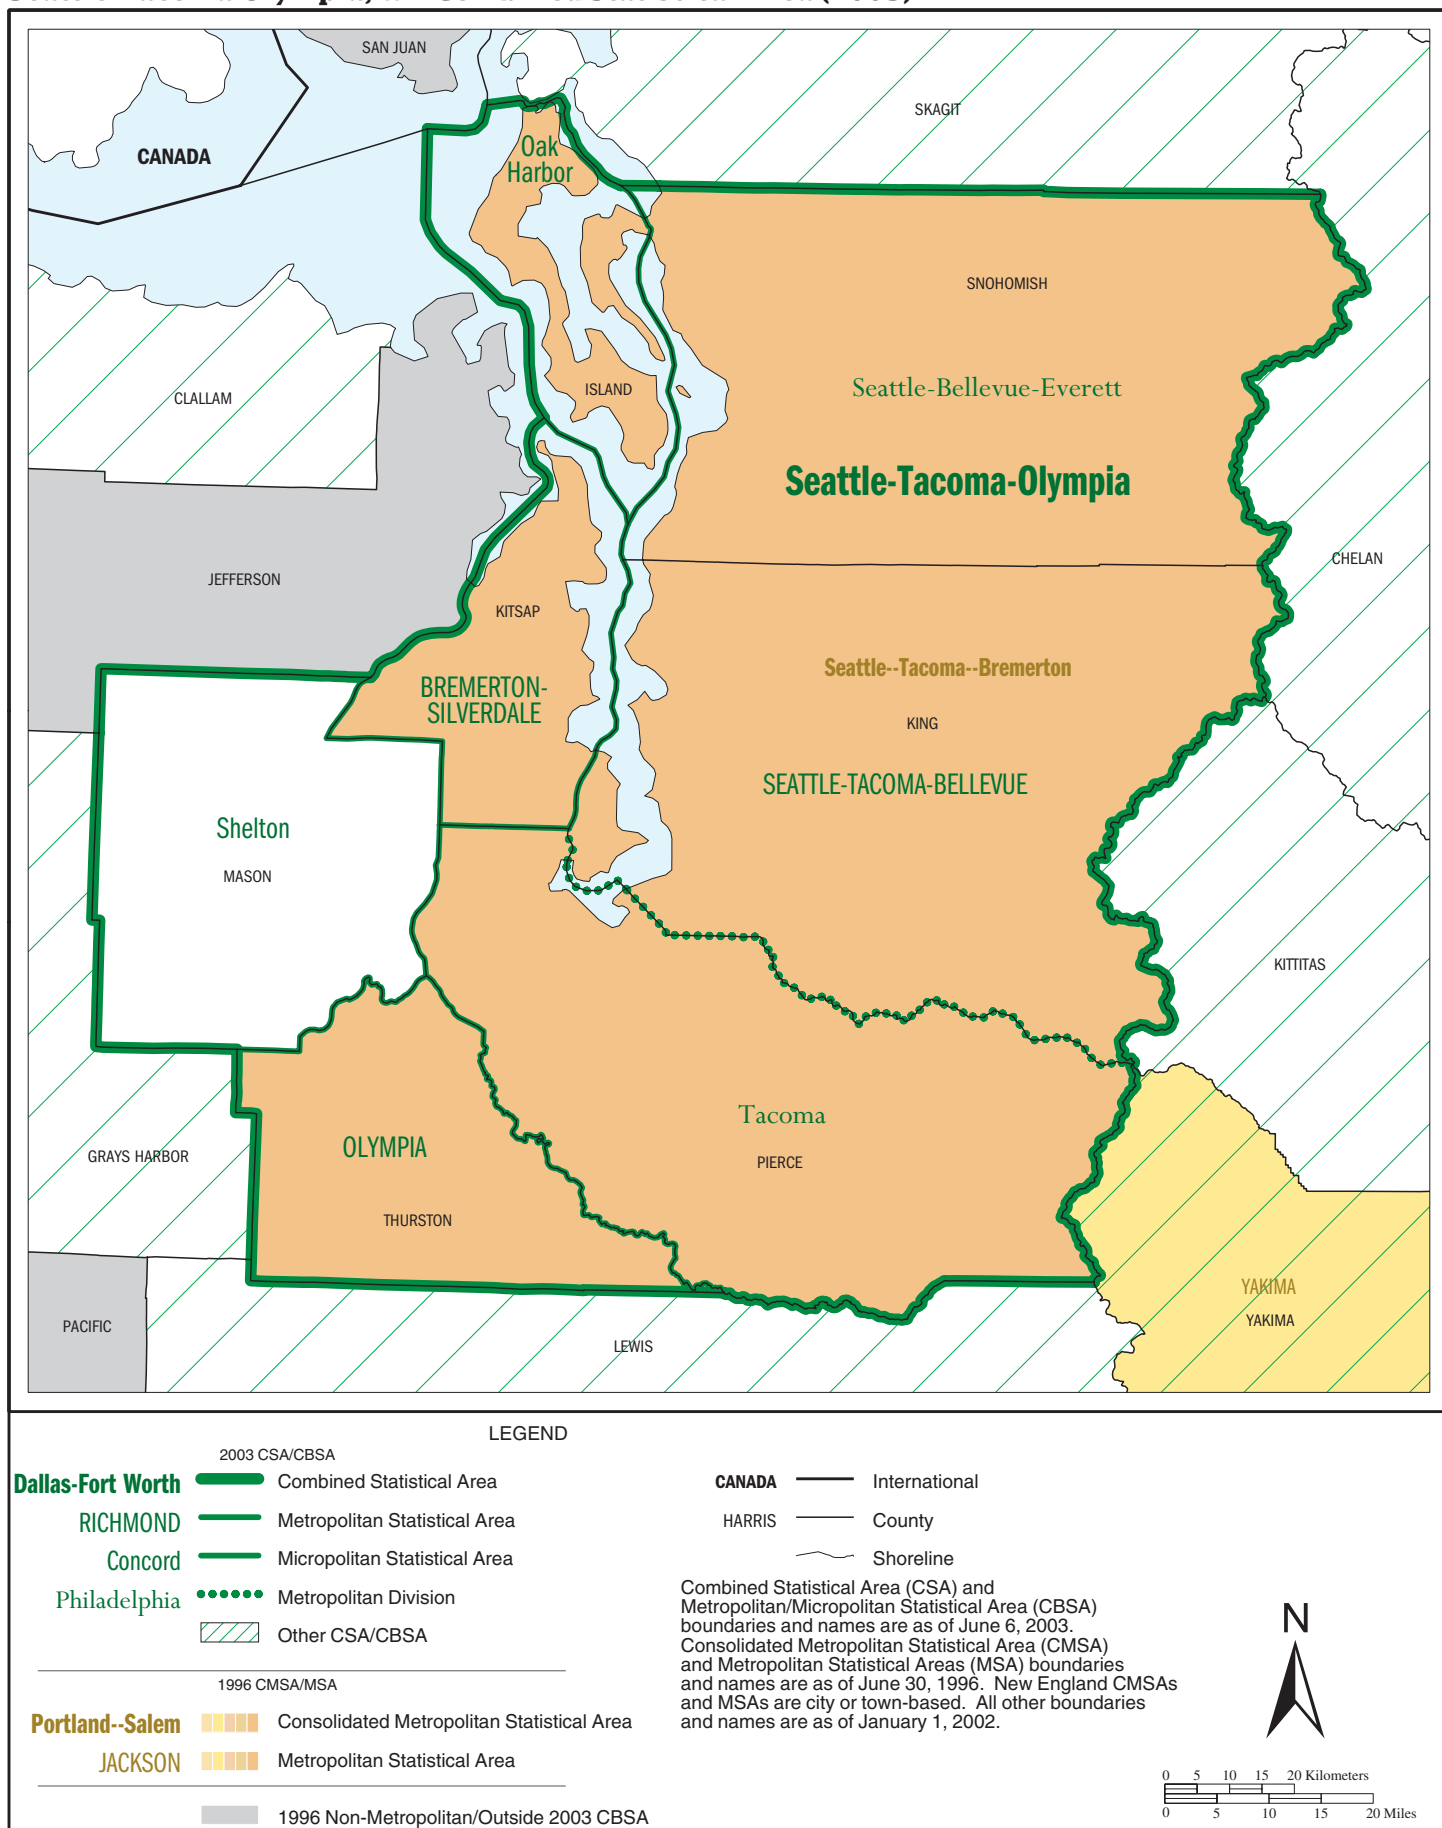 SAN JUAN
SKAGIT
CANADA
Oak
Harbor
SNOHOMISH
Seattle-Bellevue-Everett
ISLAND
CLALLAM
Seattle-Tacoma-Olympia
CHELAN
JEFFERSON
KITSAP
Seattle--Tacoma--Bremerton
BREMERTON-
SILVERDALE
KING
SEATTLE-TACOMA-BELLEVUE
Shelton
MASON
KITTITAS
Tacoma
OLYMPIA
GRAYS HARBOR
PIERCE
THURSTON
YAKIMA
YAKIMA
PACIFIC
LEWIS
LEGEND
2003 CSA/CBSA
Dallas-Fort Worth Combined Statistical Area
RICHMOND Metropolitan Statistical Area
Concord Micropolitan Statistical Area
Philadelphia Metropolitan Division
Other CSA/CBSA
1996 CMSA/MSA
Portland--Salem Consolidated Metropolitan Statistical Area
JACKSON Metropolitan Statistical Area
1996 Non-Metropolitan/Outside 2003 CBSA
CANADA International
HARRIS County
Shoreline
Combined Statistical Area (CSA) and
Metropolitan/Micropolitan Statistical Area (CBSA)
boundaries and names are as of June 6, 2003.
Consolidated Metropolitan Statistical Area (CMSA)
and Metropolitan Statistical Areas (MSA) boundaries
and names are as of June 30, 1996. New England CMSAs
and MSAs are city or town-based. All other boundaries
and names are as of January 1, 2002.
N
0 5 10 15 20 Kilometers
0 5 10 15 20 Miles